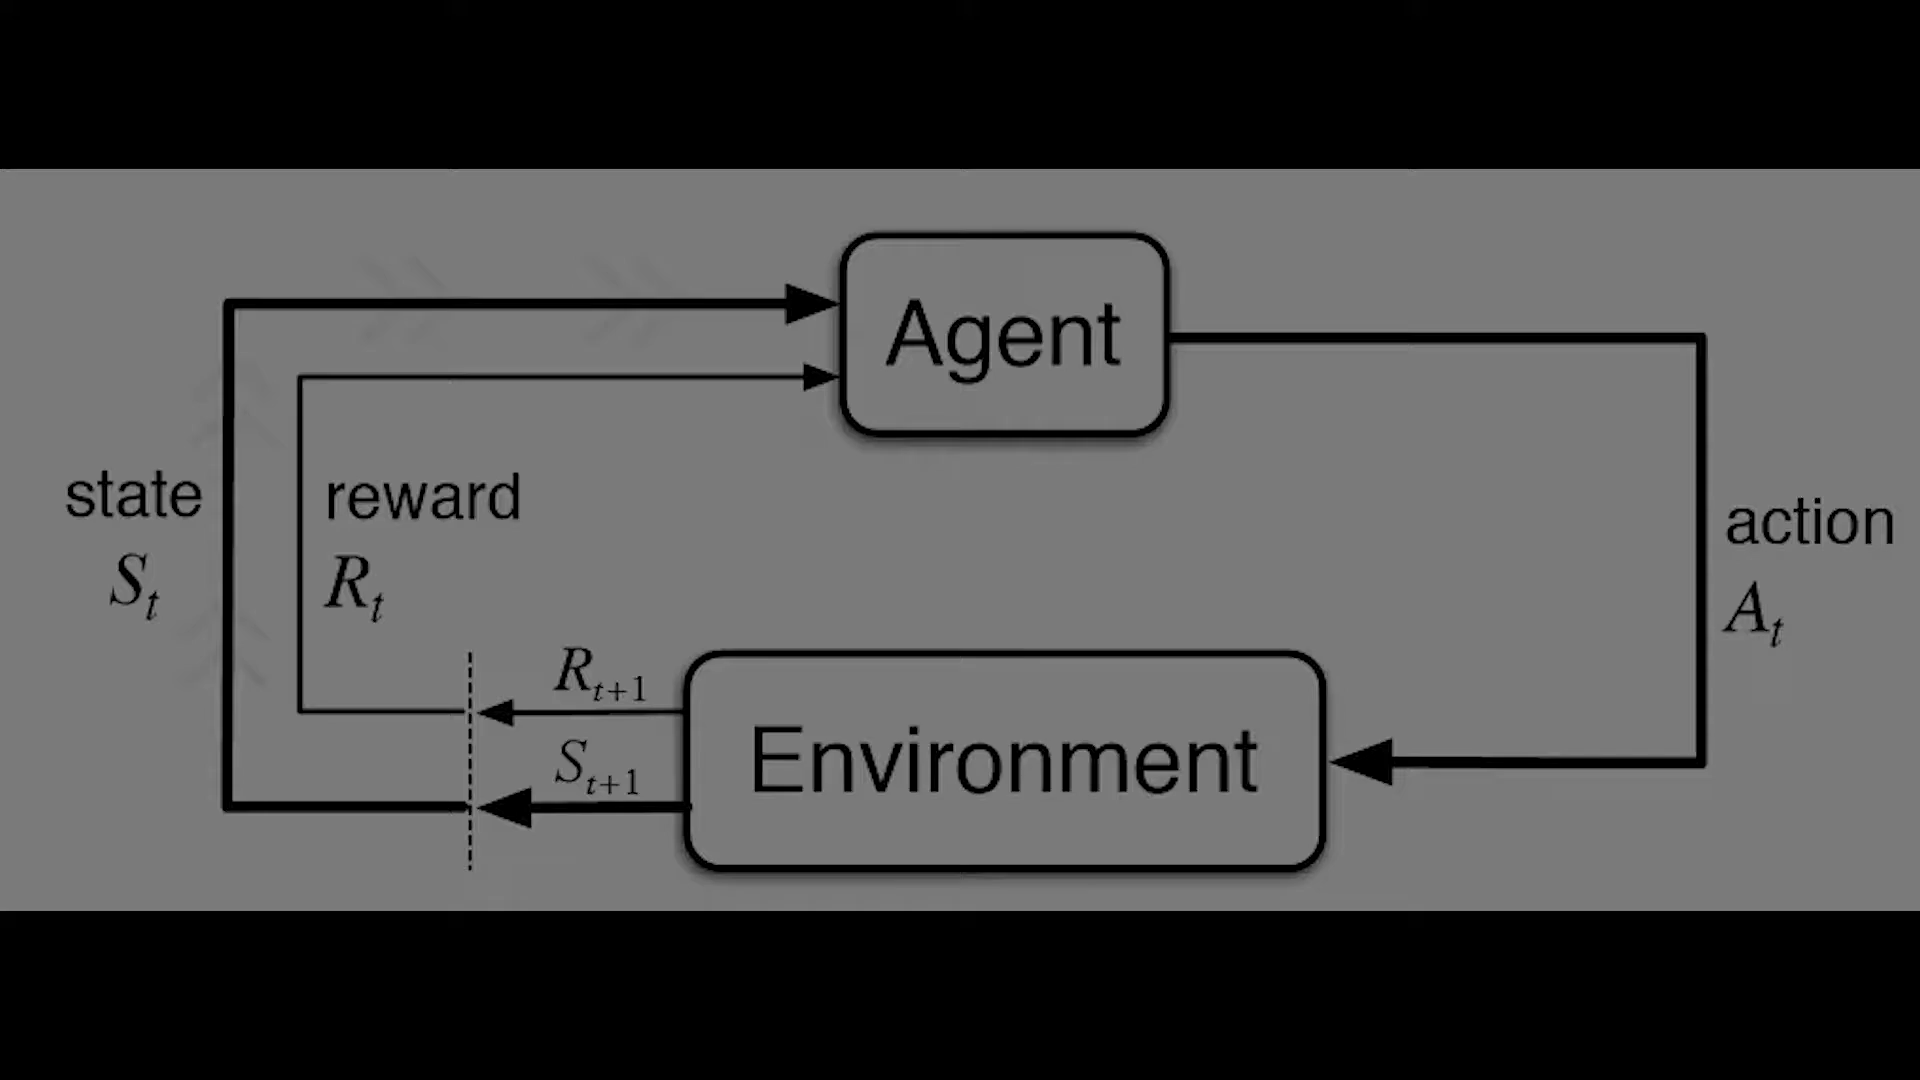 Agent
state
S_t
reward
R_t
action
A_t
R_{t+1}
S_{t+1}
Environment